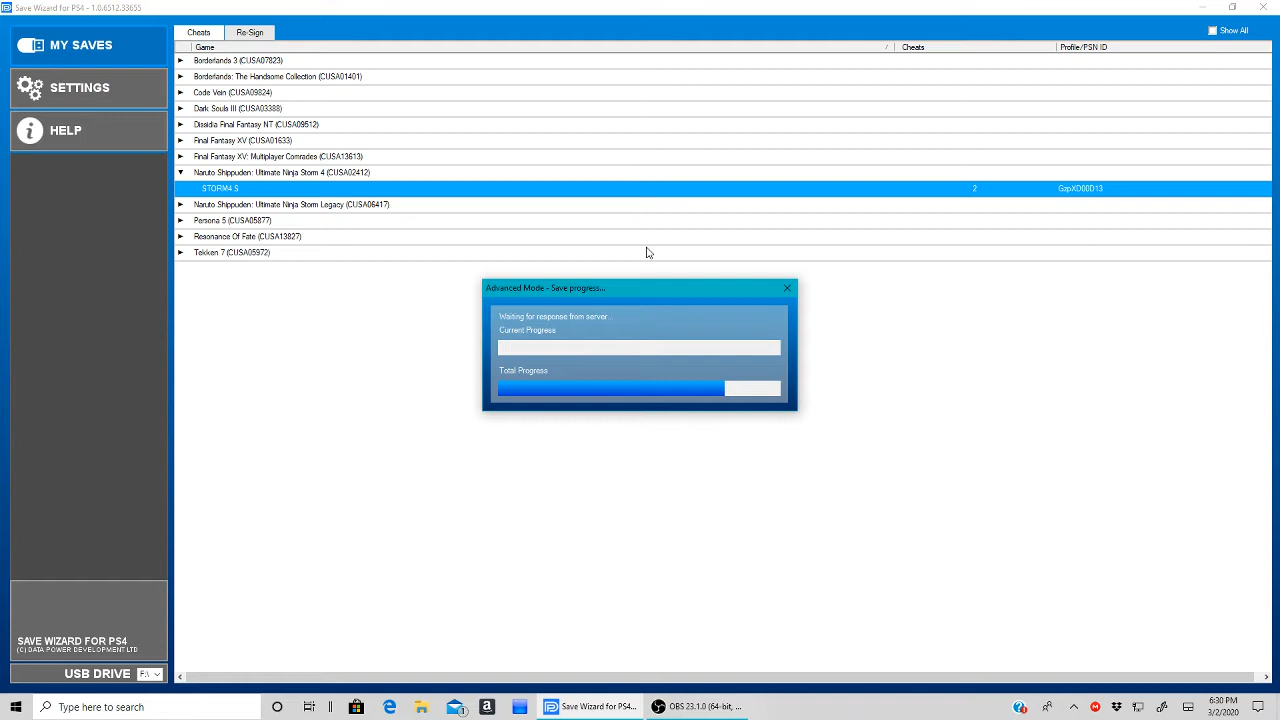 Save Wizard for PS4 - 1.0.6512.33655
MY SAVES
SETTINGS
HELP
Cheats
Re-Sign
Show All
Game
Cheats
Profile/PSN ID
Borderlands 3 (CUSA07823)
Borderlands: The Handsome Collection (CUSA01401)
Code Vein (CUSA09824)
Dark Souls III (CUSA03388)
Dissidia Final Fantasy NT (CUSA09512)
Final Fantasy XV (CUSA01633)
Final Fantasy XV: Multiplayer Comrades (CUSA13613)
Naruto Shippuden: Ultimate Ninja Storm 4 (CUSA02412)
STORM4 S 2 GzpXD00D13
Naruto Shippuden: Ultimate Ninja Storm Legacy (CUSA06417)
Persona 5 (CUSA05877)
Resonance Of Fate (CUSA13827)
Tekken 7 (CUSA05972)
Advanced Mode - Save progress...
Waiting for response from server...
Current Progress
Total Progress
SAVE WIZARD FOR PS4
(C) DATA POWER DEVELOPMENT LTD
USB DRIVE F:\
Type here to search
Save Wizard for PS4...
OBS 23.1.0 (64-bit, ...
6:30 PM
3/2/2020